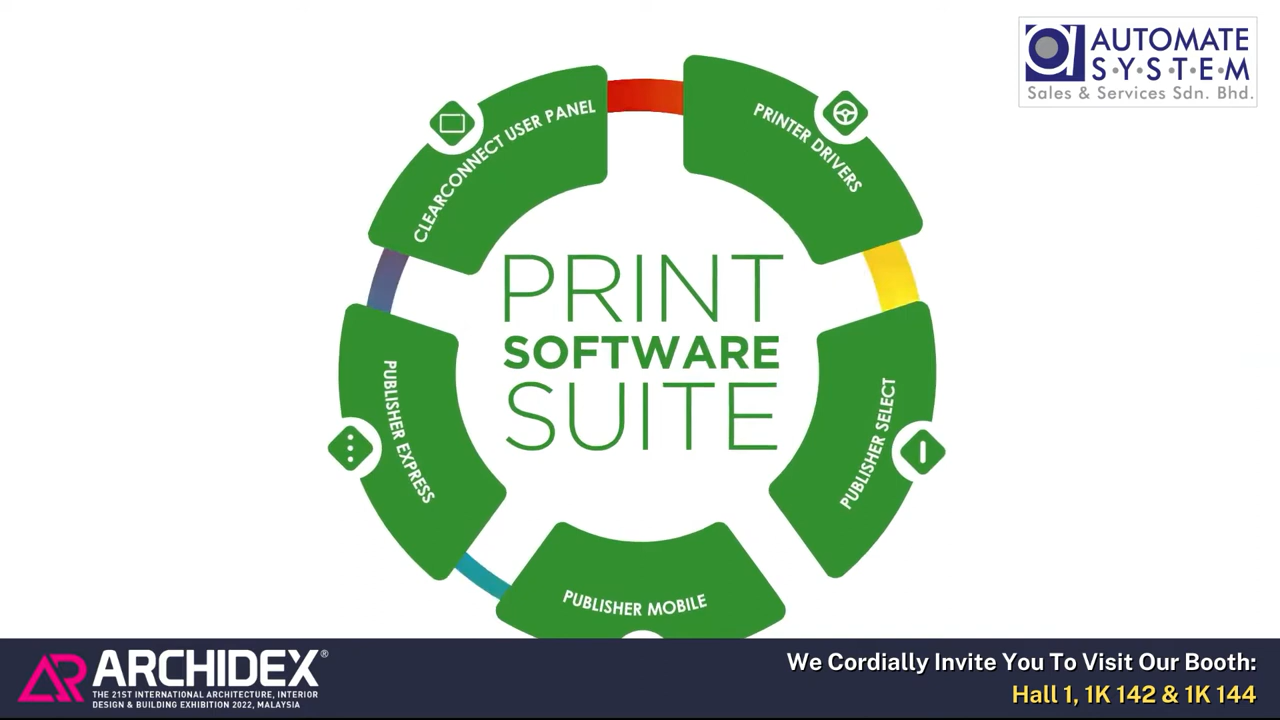 AUTOMATE
S·Y·S·T·E·M
Sales & Services Sdn. Bhd.
CLEARCONNECT USER PANEL
PRINTER DRIVERS
PRINT
SOFTWARE
SUITE
PUBLISHER EXPRESS
PUBLISHER SELECT
PUBLISHER MOBILE
ARCHIDEX®
THE 21ST INTERNATIONAL ARCHITECTURE, INTERIOR
DESIGN & BUILDING EXHIBITION 2022, MALAYSIA
We Cordially Invite You To Visit Our Booth:
Hall 1, 1K 142 & 1K 144